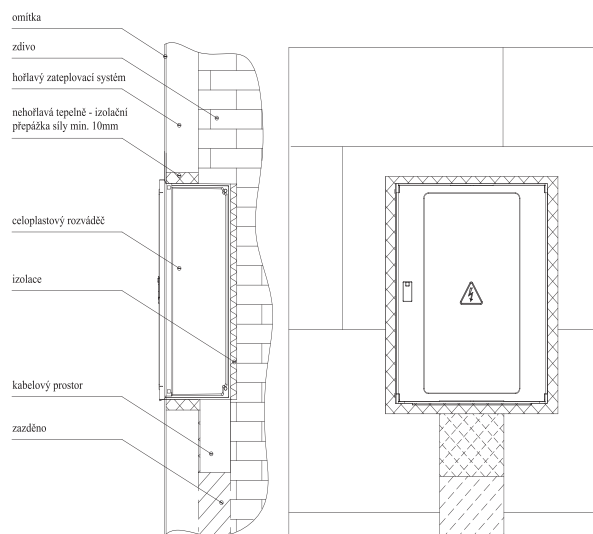 omítka
zdivo
hořlavý zateplovací systém
nehořlavá tepelně - izolační
přepážka síly min. 10mm
celoplastový rozváděč
izolace
kabelový prostor
zazděno